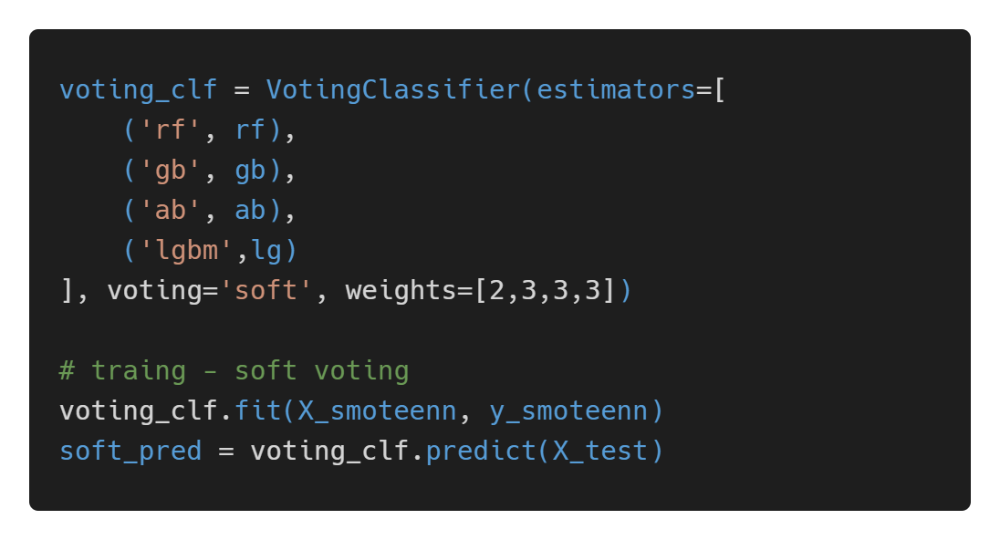 voting_clf = VotingClassifier(estimators=[
    ('rf', rf),
    ('gb', gb),
    ('ab', ab),
    ('lgbm',lg)
], voting='soft', weights=[2,3,3,3])

# traing - soft voting
voting_clf.fit(X_smoteenn, y_smoteenn)
soft_pred = voting_clf.predict(X_test)